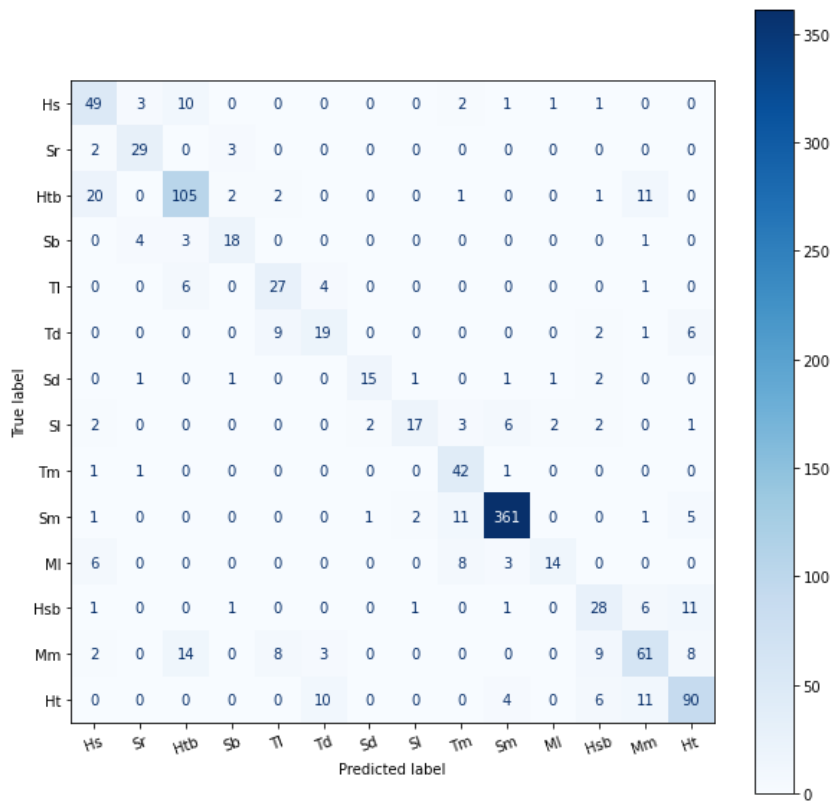 350
Hs 49 3 10 0 0 0 0 0 2 1 1 1 0 0
Sr 2 29 0 3 0 0 0 0 0 0 0 0 0 0
300
Htb 20 0 105 2 2 0 0 0 1 0 0 1 11 0
Sb 0 4 3 18 0 0 0 0 0 0 0 0 1 0
250
Tl 0 0 6 0 27 4 0 0 0 0 0 0 1 0
Td 0 0 0 0 9 19 0 0 0 0 0 2 1 6
200
True label
Sd 0 1 0 1 0 0 15 1 0 1 1 2 0 0
Sl 2 0 0 0 0 0 2 17 3 6 2 2 0 1
150
Tm 1 1 0 0 0 0 0 0 42 1 0 0 0 0
Sm 1 0 0 0 0 0 1 2 11 361 0 0 1 5
100
Ml 6 0 0 0 0 0 0 0 8 3 14 0 0 0
Hsb 1 0 0 1 0 0 0 1 0 1 0 28 6 11
Mm 2 0 14 0 8 3 0 0 0 0 0 9 61 8
50
Ht 0 0 0 0 0 10 0 0 0 4 0 6 11 90
Hs Sr Htb Sb Tl Td Sd Sl Tm Sm Ml Hsb Mm Ht
Predicted label
0